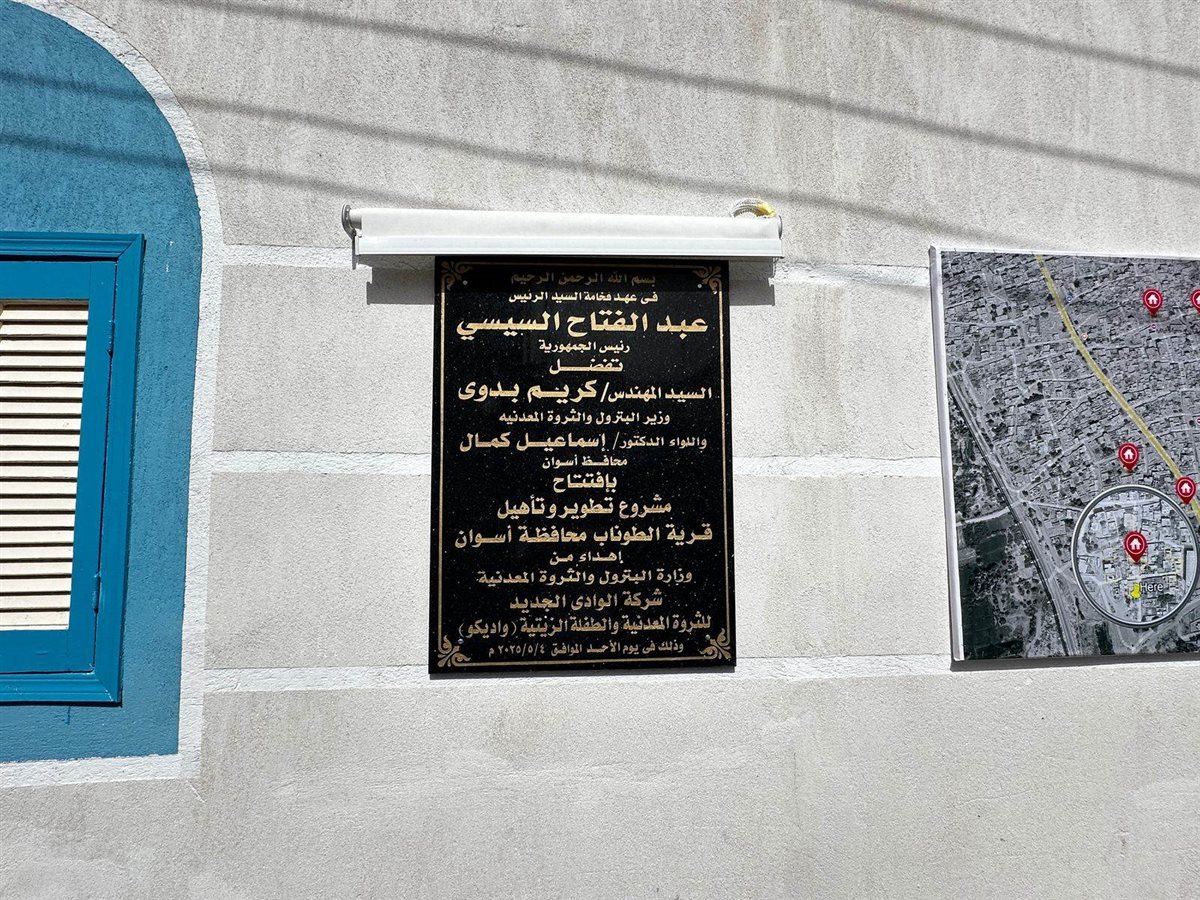 بسم الله الرحمن الرحيم
فى عهد فخامة السيد الرئيس
عبد الفتاح السيسي
رئيس الجمهورية
تفضل
السيد المهندس/ كريم بدوى
وزير البترول والثروة المعدنيه
واللواء الدكتور/ إسماعيل كمال
محافظ أسوان
بإفتتاح
مشروع تطوير وتأهيل
قرية الطوناب محافظة أسوان
إهداء من
وزارة البترول والثروة المعدنية
شركة الوادى الجديد
للثروة المعدنية والطفلة الزيتية (واديكو)
وذلك فى يوم الأحد الموافق ٢٠٢٥/٥/٤ م
Here